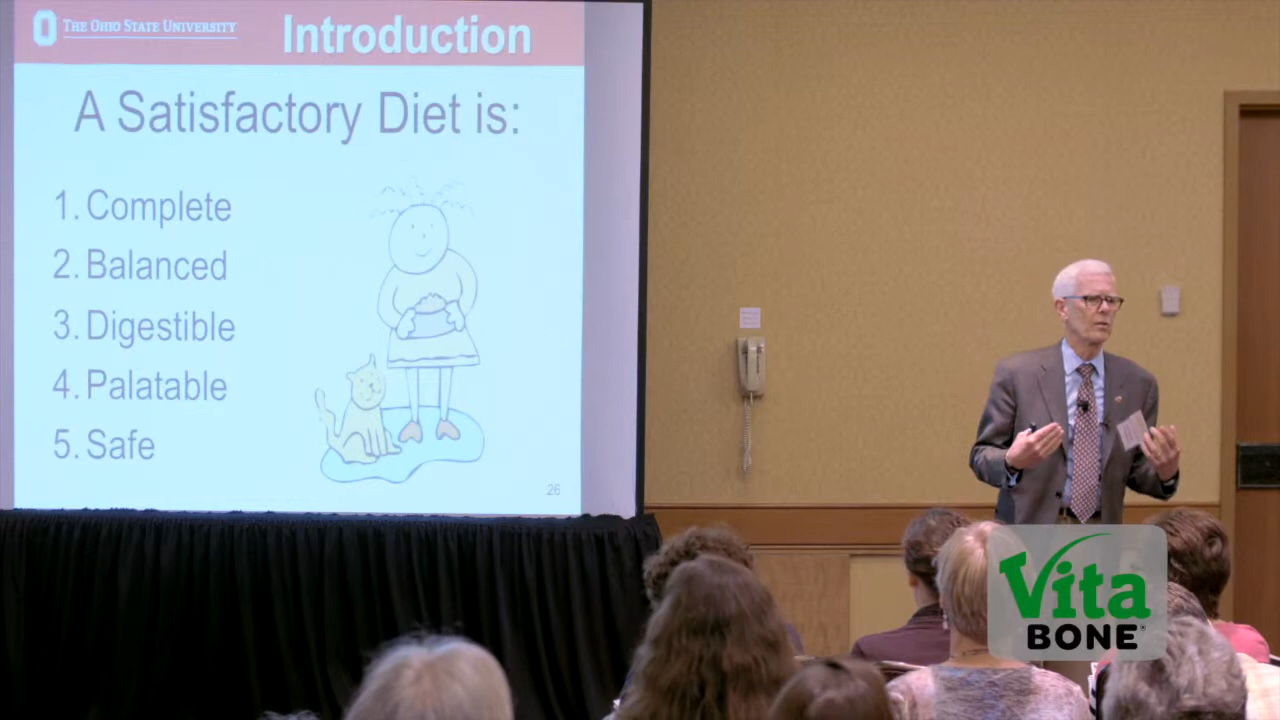 THE OHIO STATE UNIVERSITY
Introduction
A Satisfactory Diet is:
1. Complete
2. Balanced
3. Digestible
4. Palatable
5. Safe
26
Vita
BONE®